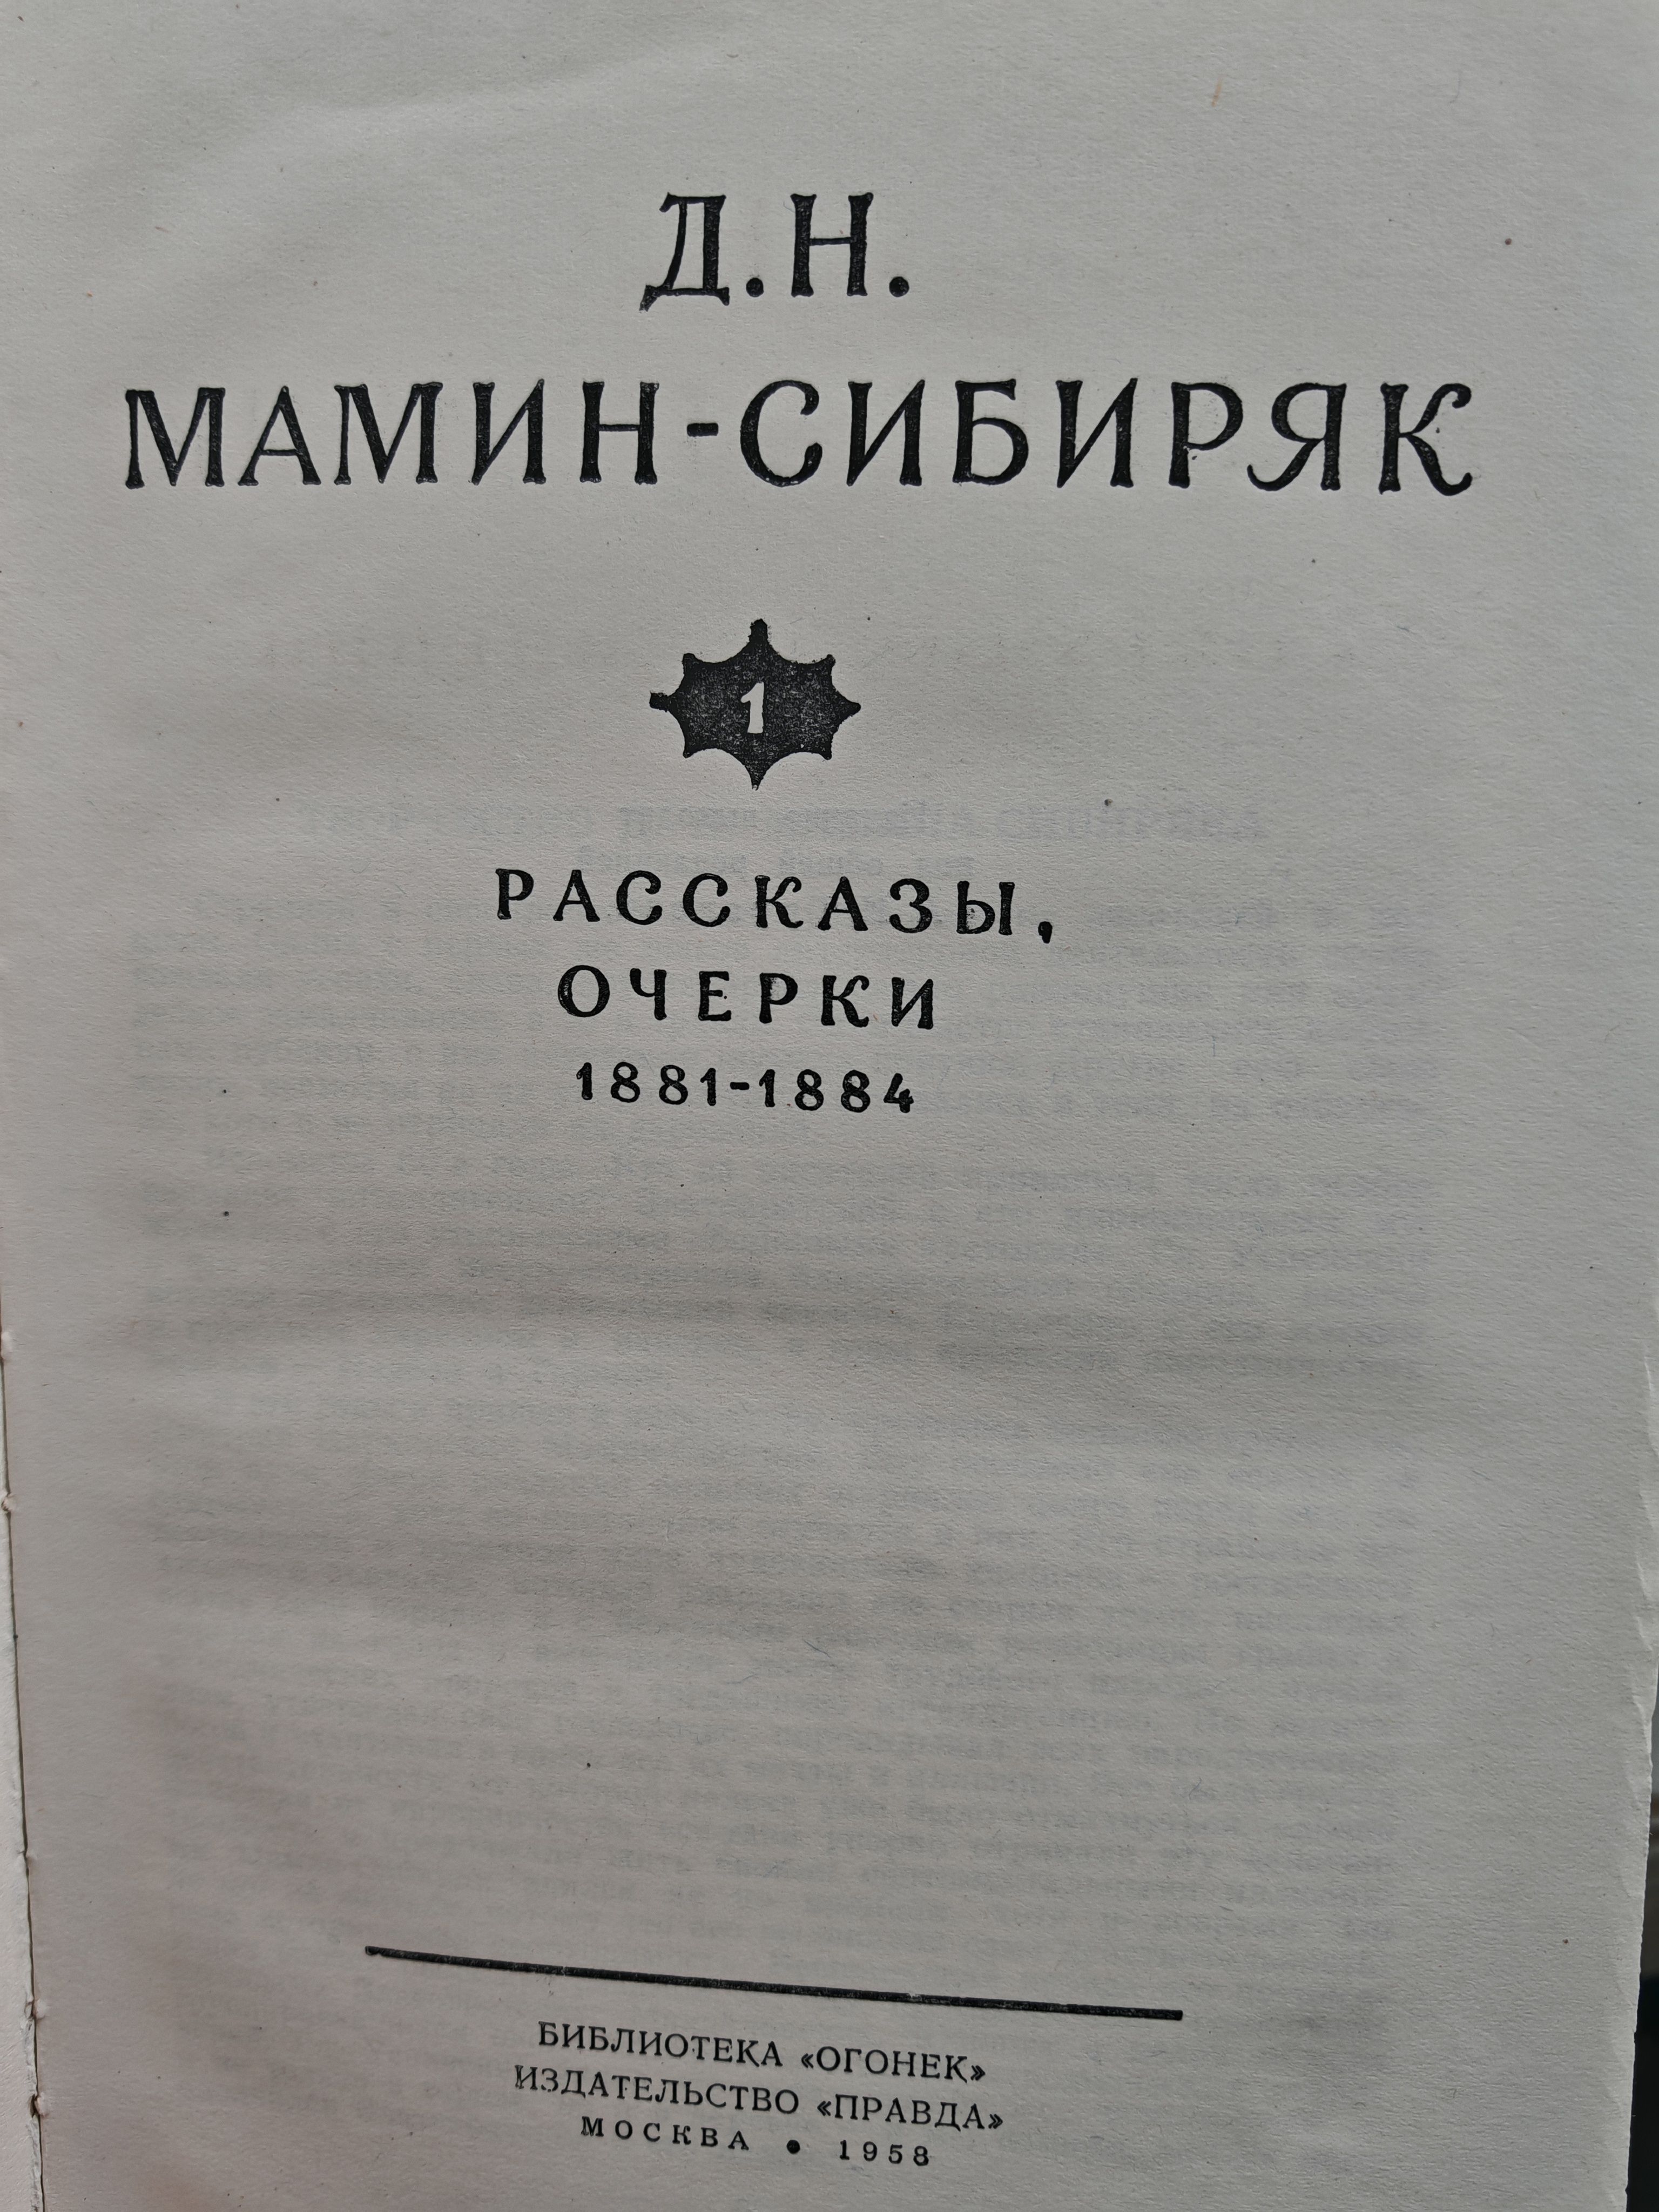 Д.Н.
МАМИН-СИБИРЯК
1
РАССКАЗЫ,
ОЧЕРКИ
1881-1884
БИБЛИОТЕКА «ОГОНЕК»
ИЗДАТЕЛЬСТВО «ПРАВДА»
МОСКВА • 1958